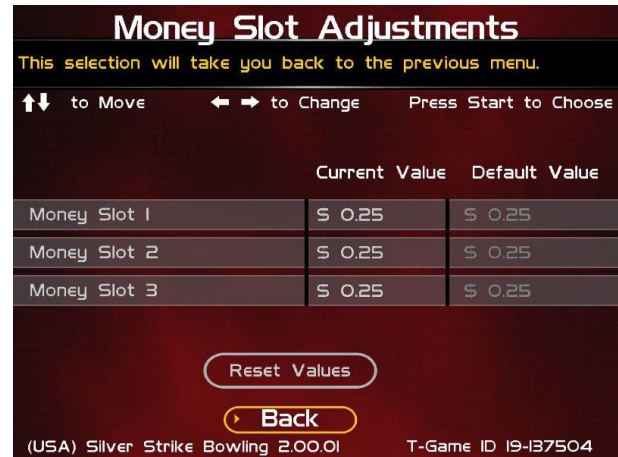 Money Slot Adjustments
This selection will take you back to the previous menu.
to Move to Change Press Start to Choose
Current Value Default Value
Money Slot 1 $ 0.25 $ 0.25
Money Slot 2 $ 0.25 $ 0.25
Money Slot 3 $ 0.25 $ 0.25
Reset Values
Back
(USA) Silver Strike Bowling 2.00.01 T-Game ID 19-137504